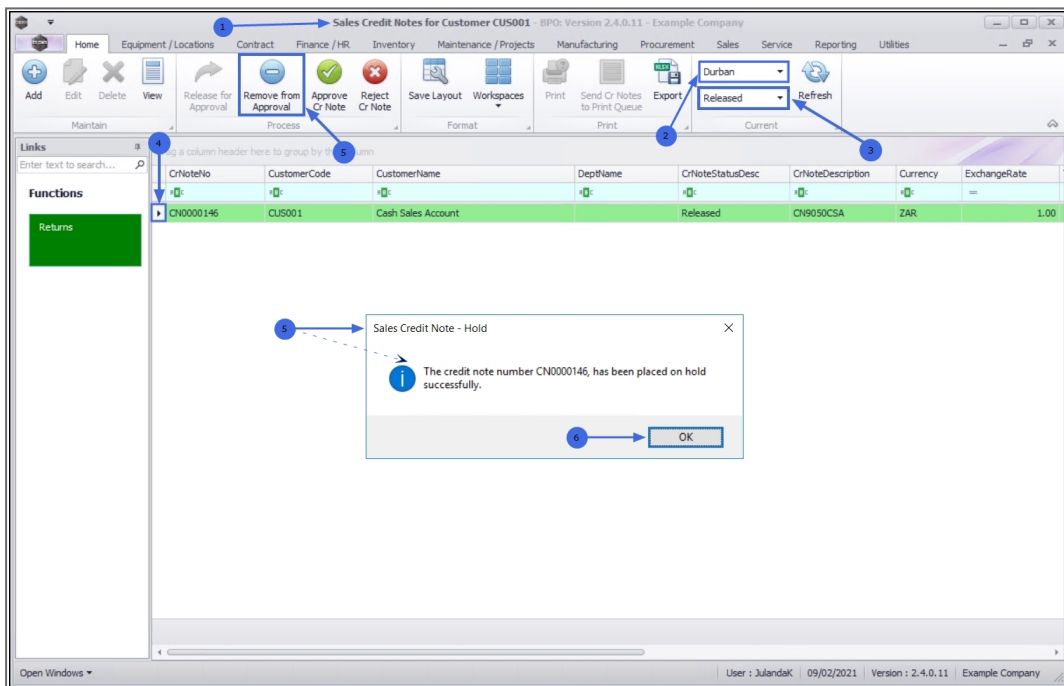 Sales Credit Notes for Customer CUS001 - BPO: Version 2.4.0.11 - Example Company
1
Home Equipment / Locations Contract Finance / HR Inventory Maintenance / Projects Manufacturing Procurement Sales Service Reporting Utilities
Add
Edit
Delete
View
Release for
Approval
Remove from
Approval
Approve
Cr Note
Reject
Cr Note
Save Layout
Workspaces
Print
Send Cr Notes
to Print Queue
XLSX
Export
Durban
Released
Refresh
Maintain
Process
Format
Print
Current
2
3
4
5
Links
Enter text to search...
Functions
Returns
a column header here to group by
CrNoteNo CustomerCode CustomerName DeptName CrNoteStatusDesc CrNoteDescription Currency ExchangeRate
=
CN0000146 CUS001 Cash Sales Account Released CN9050CSA ZAR 1.00
5
Sales Credit Note - Hold
The credit note number CN0000146, has been placed on hold
successfully.
6
OK
Open Windows
User : JulandaK 09/02/2021 Version : 2.4.0.11 Example Company